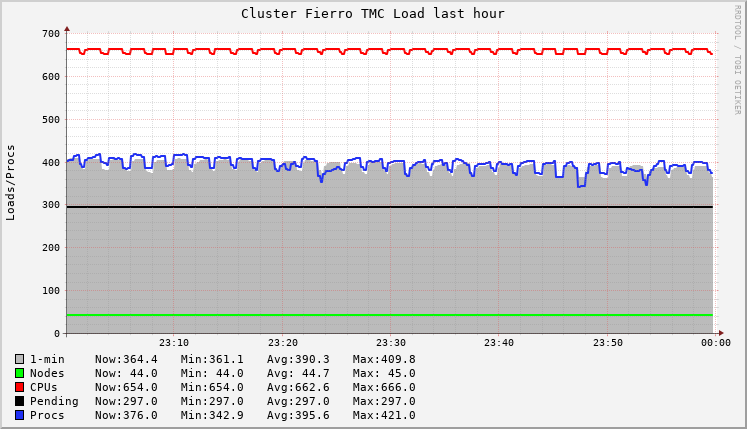 Cluster Fierro TMC Load last hour
RRDTOOL / TOBI OETIKER
Loads/Procs
700
600
500
400
300
200
100
0
23:10 23:20 23:30 23:40 23:50 00:00
1-min Now:364.4 Min:361.1 Avg:390.3 Max:409.8
Nodes Now: 44.0 Min: 44.0 Avg: 44.7 Max: 45.0
CPUs Now:654.0 Min:654.0 Avg:662.6 Max:666.0
Pending Now:297.0 Min:297.0 Avg:297.0 Max:297.0
Procs Now:376.0 Min:342.9 Avg:395.6 Max:421.0